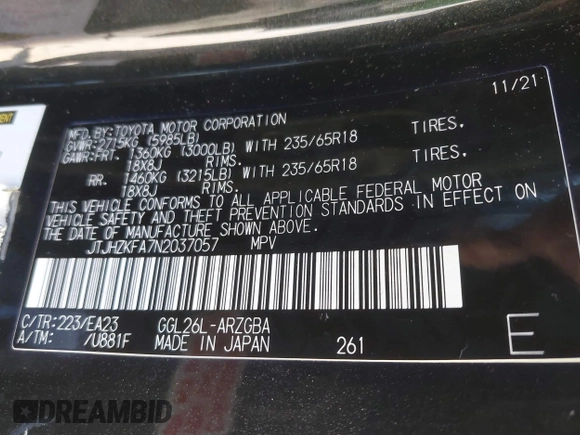 11/21
MFD.BY:TOYOTA MOTOR CORPORATION
GVWR:2715KG (5985LB)
GAWR:FRT. 1360KG (3000LB) WITH 235/65R18 TIRES.
18X8J RIMS.
RR. 1460KG (3215LB) WITH 235/65R18 TIRES.
18X8J RIMS.
THIS VEHICLE CONFORMS TO ALL APPLICABLE FEDERAL MOTOR
VEHICLE SAFETY AND THEFT PREVENTION STANDARDS IN EFFECT ON
THE DATE OF MANUFACTURE SHOWN ABOVE.
JTJHZKFA7N2037057 MPV
C/TR:223/EA23 GGL26L-ARZGBA
A/TM: /U881F MADE IN JAPAN 261 E
DREAMBID